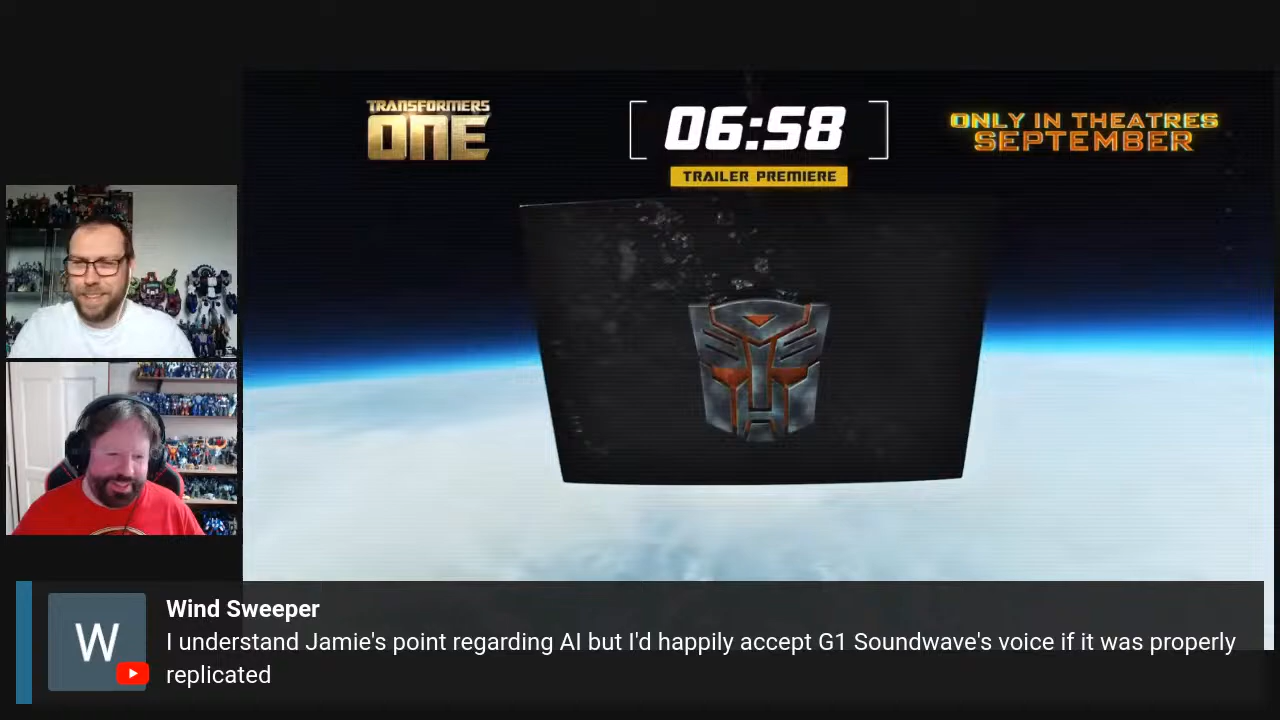 TRANSFORMERS
ONE
06:58
TRAILER PREMIERE
ONLY IN THEATRES
SEPTEMBER
W
Wind Sweeper
I understand Jamie's point regarding AI but I'd happily accept G1 Soundwave's voice if it was properly
replicated